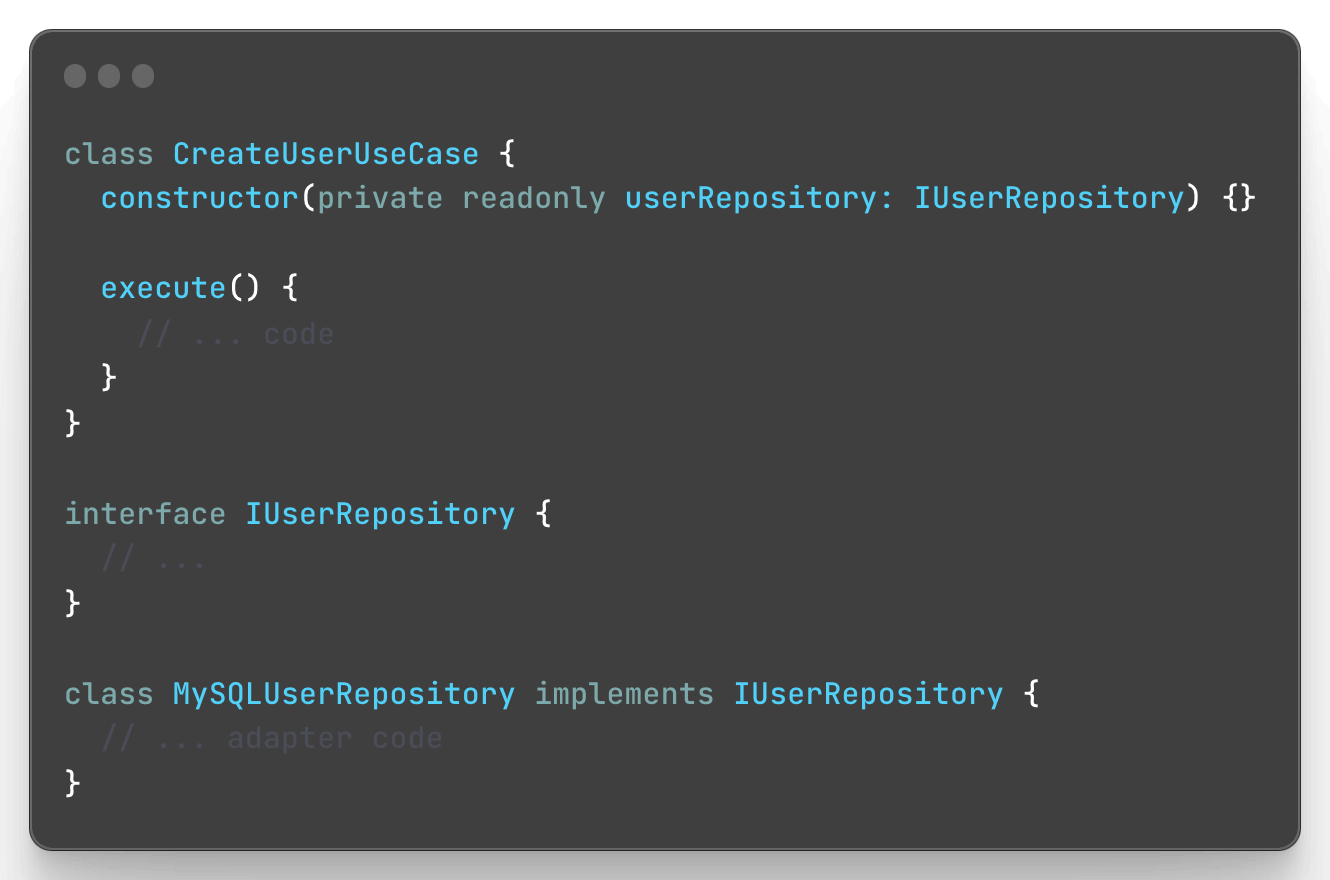 class CreateUserUseCase {
  constructor(private readonly userRepository: IUserRepository) {}

  execute() {
    // ... code
  }
}

interface IUserRepository {
  // ...
}

class MySQLUserRepository implements IUserRepository {
  // ... adapter code
}